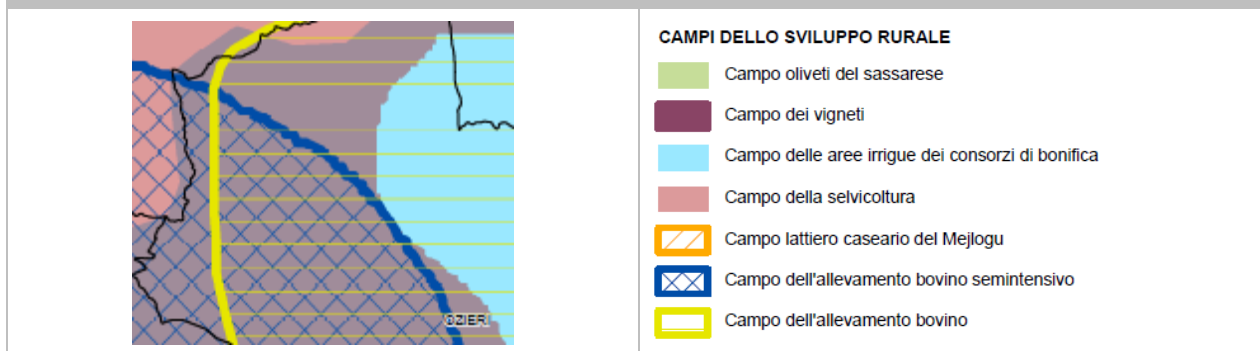 CAMPI DELLO SVILUPPO RURALE
Campo oliveti del sassarese
Campo dei vigneti
Campo delle aree irrigue dei consorzi di bonifica
Campo della selvicoltura
Campo lattiero caseario del Mejlogu
Campo dell'allevamento bovino semintensivo
Campo dell'allevamento bovino
OZIERI